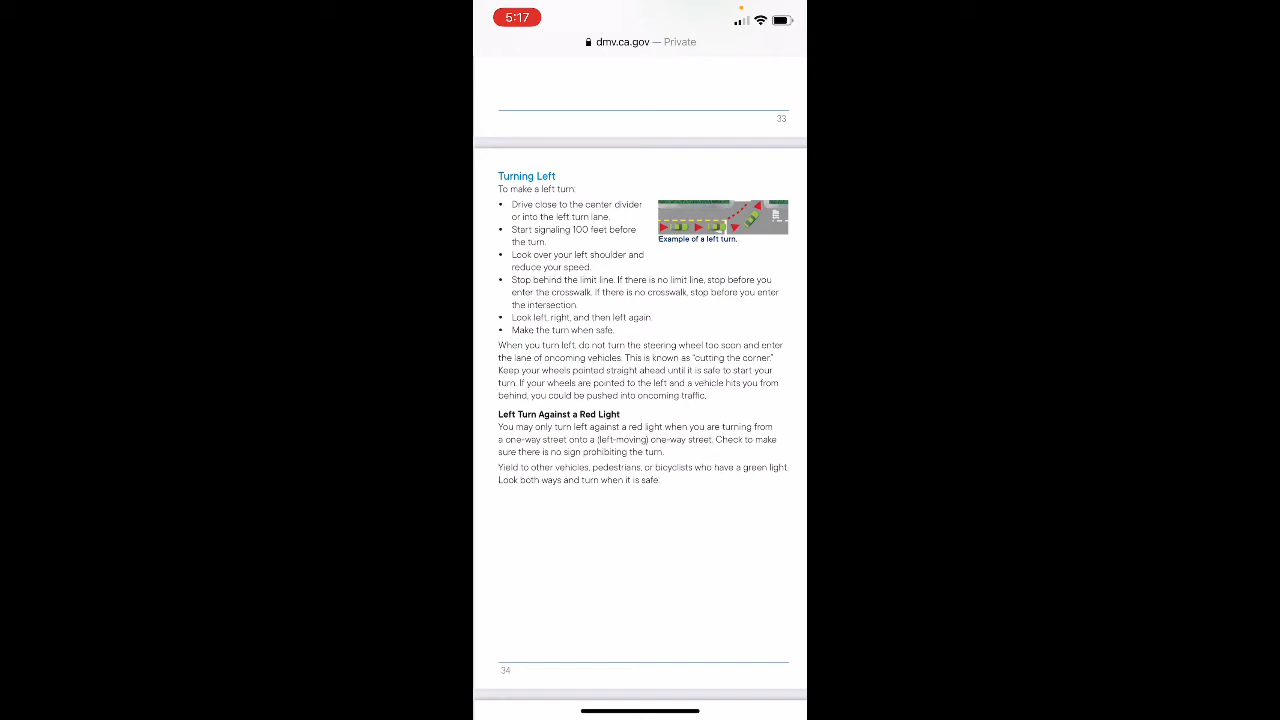 5:17
dmv.ca.gov — Private
33
Turning Left
To make a left turn:
• Drive close to the center divider
or into the left turn lane.
• Start signaling 100 feet before
the turn.
• Look over your left shoulder and
reduce your speed.
Example of a left turn.
• Stop behind the limit line. If there is no limit line, stop before you
enter the crosswalk. If there is no crosswalk, stop before you enter
the intersection.
• Look left, right, and then left again.
• Make the turn when safe.
When you turn left, do not turn the steering wheel too soon and enter
the lane of oncoming vehicles. This is known as “cutting the corner.”
Keep your wheels pointed straight ahead until it is safe to start your
turn. If your wheels are pointed to the left and a vehicle hits you from
behind, you could be pushed into oncoming traffic.
Left Turn Against a Red Light
You may only turn left against a red light when you are turning from
a one-way street onto a (left-moving) one-way street. Check to make
sure there is no sign prohibiting the turn.
Yield to other vehicles, pedestrians, or bicyclists who have a green light.
Look both ways and turn when it is safe.
34